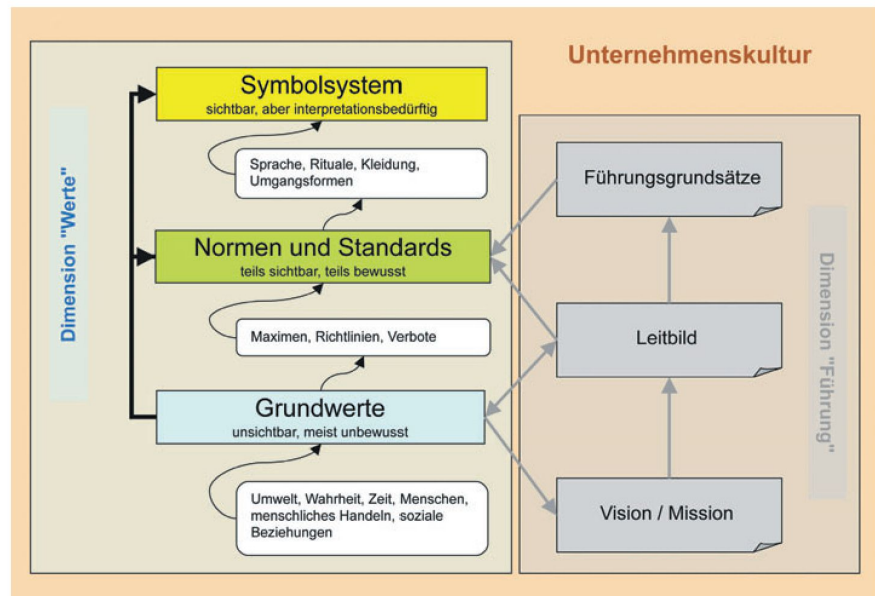 Unternehmenskultur
Dimension "Werte"
Symbolsystem
sichtbar, aber interpretationsbedürftig
Sprache, Rituale, Kleidung,
Umgangsformen
Normen und Standards
teils sichtbar, teils bewusst
Maximen, Richtlinien, Verbote
Grundwerte
unsichtbar, meist unbewusst
Umwelt, Wahrheit, Zeit, Menschen,
menschliches Handeln, soziale
Beziehungen
Führungsgrundsätze
Leitbild
Vision / Mission
Dimension "Führung"